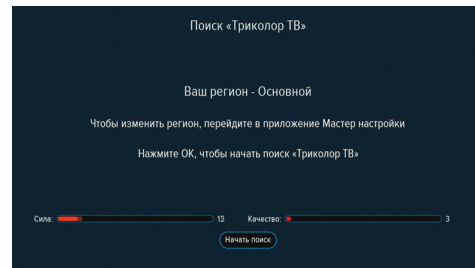 Поиск «Триколор ТВ»
Ваш регион - Основной
Чтобы изменить регион, перейдите в приложение Мастер настройки
Нажмите ОК, чтобы начать поиск «Триколор ТВ»
Сила: 13 Качество: 3
Начать поиск